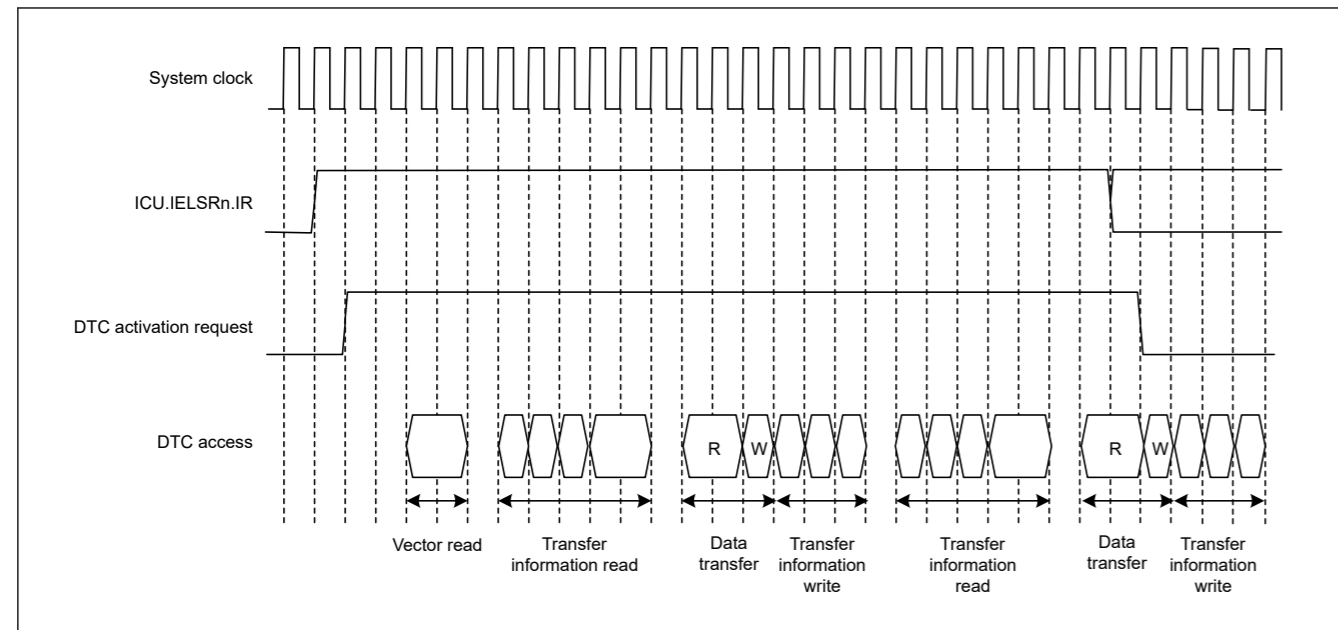 System clock
ICU.IELSRn.IR
DTC activation request
DTC access
R
W
R
W
Vector read
Transfer
information read
Data
transfer
Transfer
information
write
Transfer
information
read
Data
transfer
Transfer
information
write